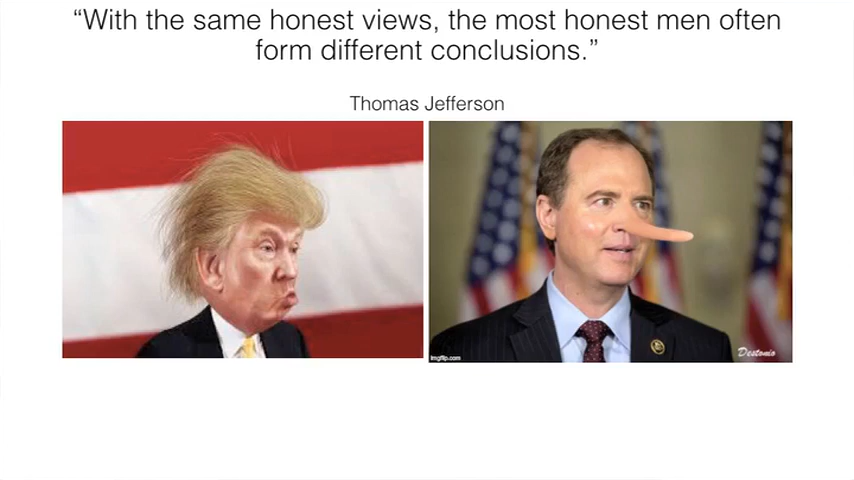 “With the same honest views, the most honest men often
form different conclusions.”
Thomas Jefferson
imgflip.com
Destonio